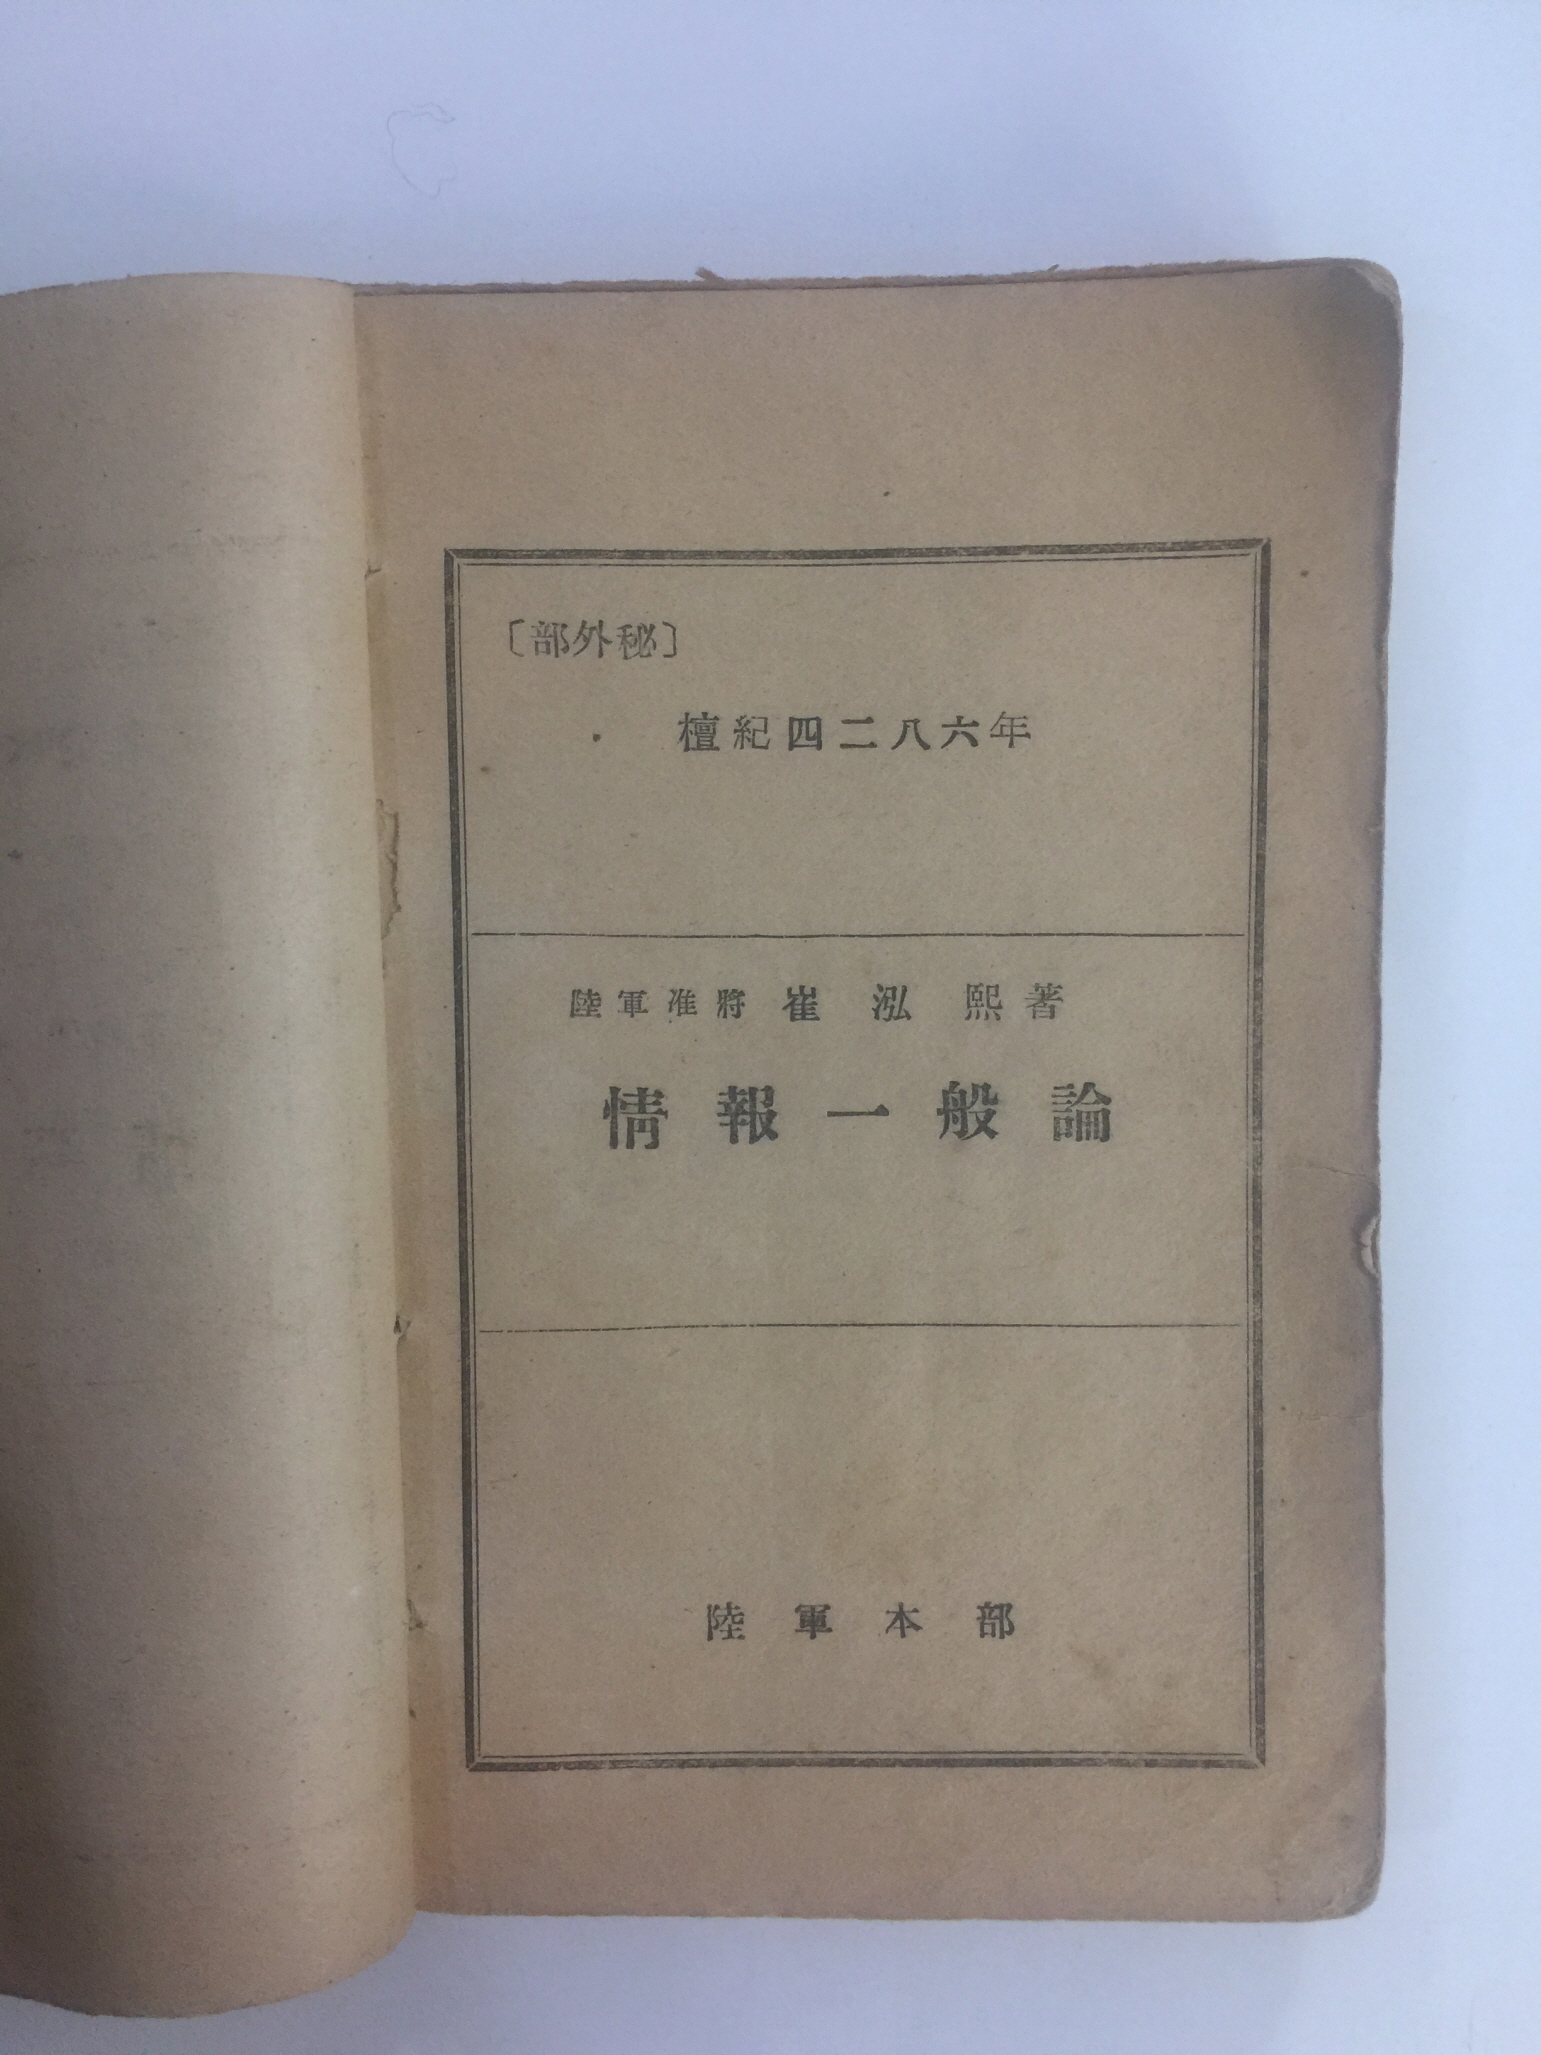 〔部外秘〕
檀紀四二八六年
陸軍准將 崔泓熙著
情報一般論
陸軍本部